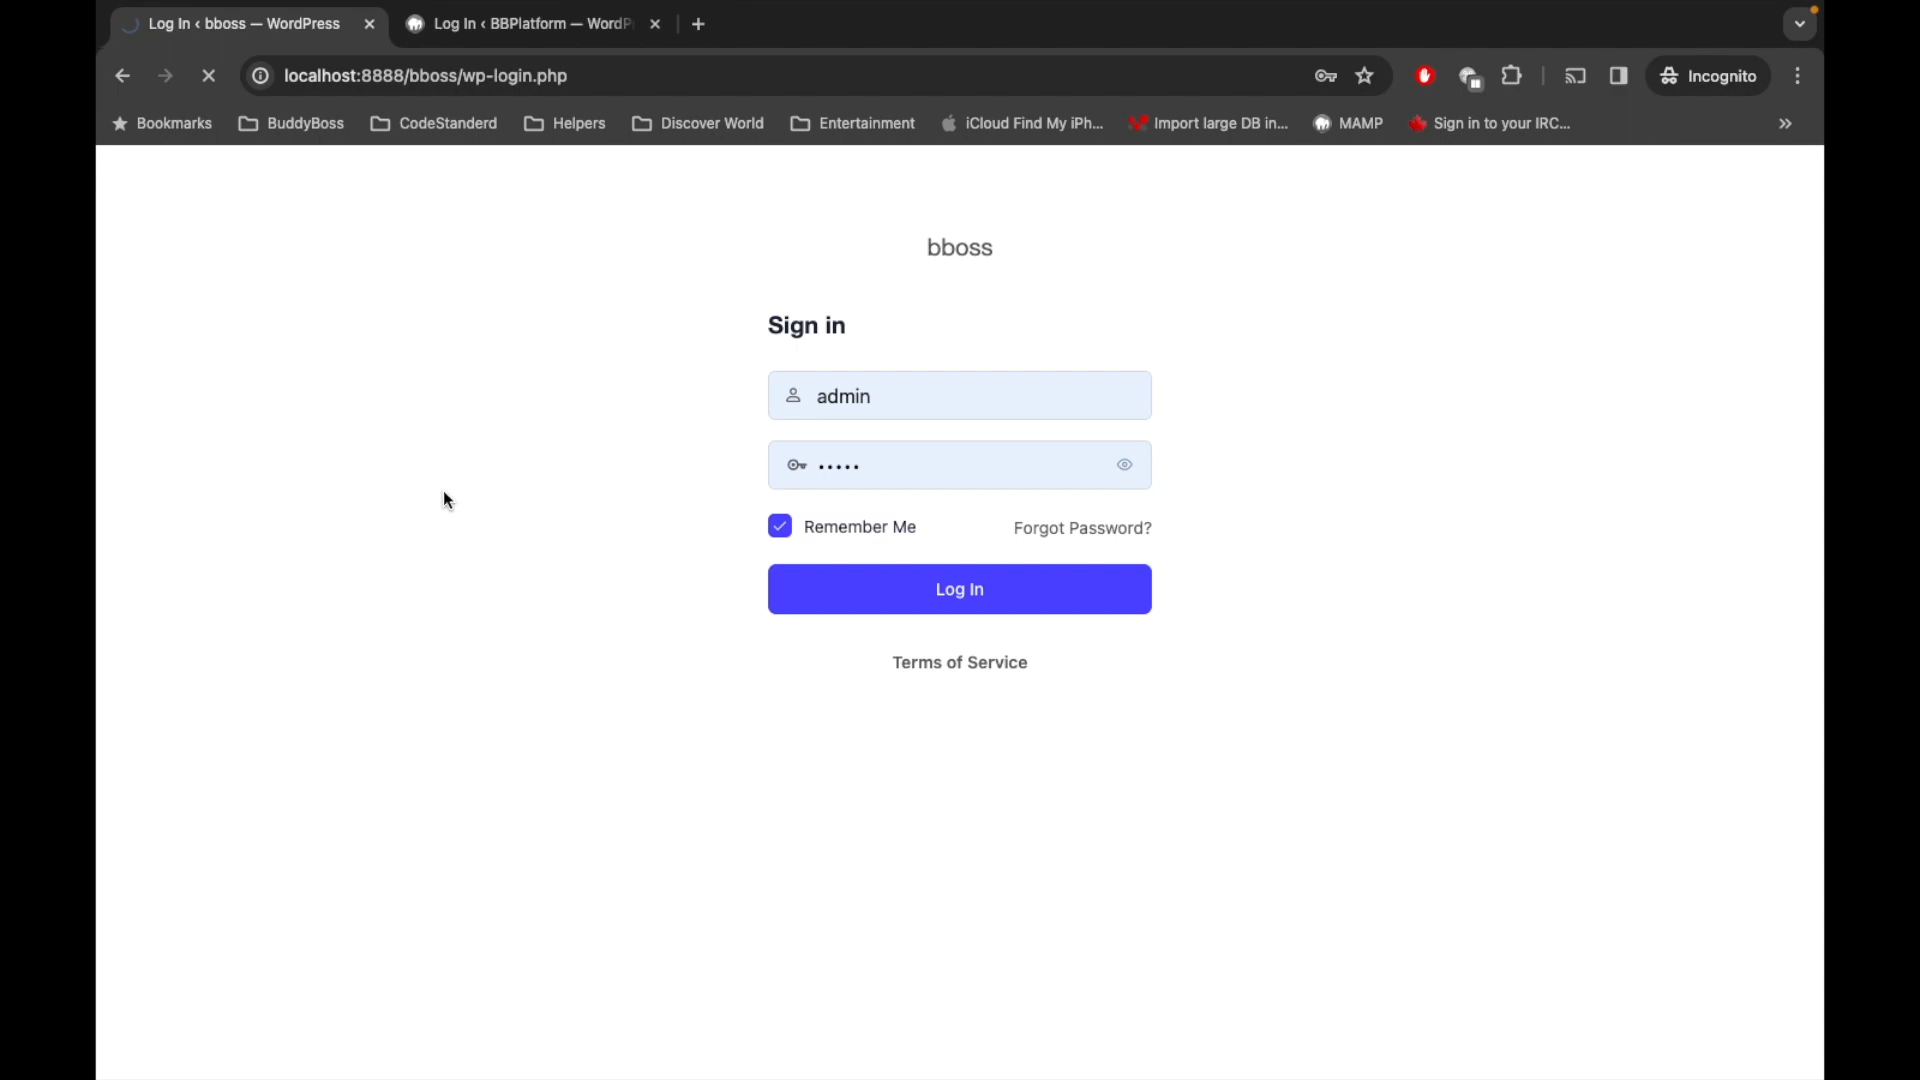 Log In ‹ bboss — WordPress
Log In ‹ BBPlatform — WordP
localhost:8888/bboss/wp-login.php
Incognito
Bookmarks
BuddyBoss
CodeStanderd
Helpers
Discover World
Entertainment
iCloud Find My iPh...
Import large DB in...
MAMP
Sign in to your IRC...
bboss
Sign in
admin
•••••
Remember Me
Forgot Password?
Log In
Terms of Service